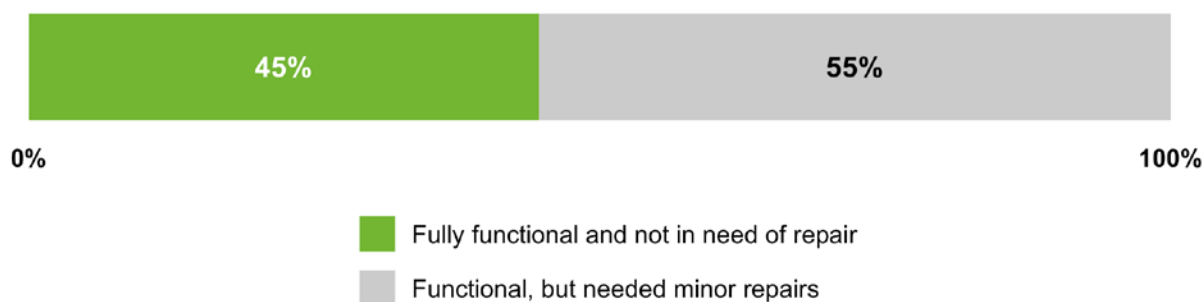 45% 55%
0% 100%
Fully functional and not in need of repair
Functional, but needed minor repairs